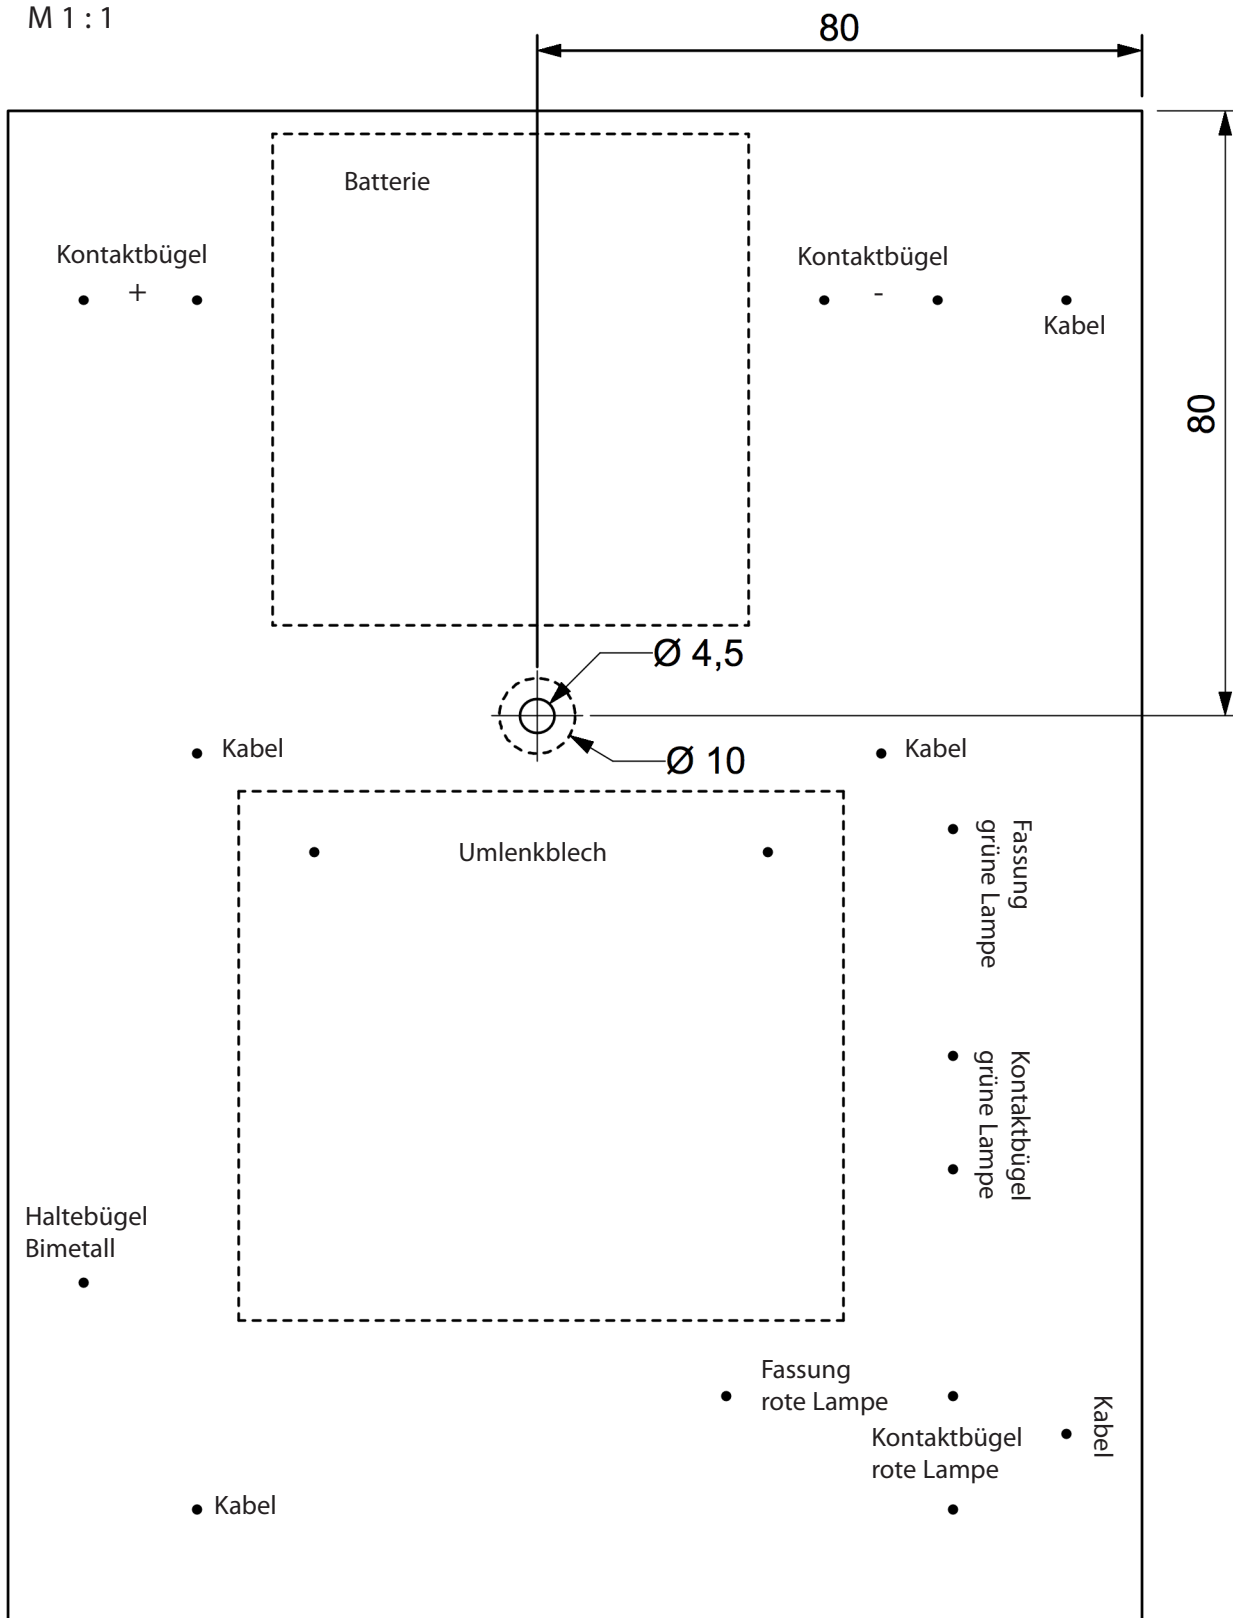 M 1 : 1
80
Batterie
Kontaktbügel
+
Kontaktbügel
-
Kabel
80
Ø 4,5
Kabel
Ø 10
Kabel
Umlenkblech
Fassung
grüne Lampe
Kontaktbügel
grüne Lampe
Haltebügel
Bimetall
Fassung
rote Lampe
Kontaktbügel
rote Lampe
Kabel
Kabel